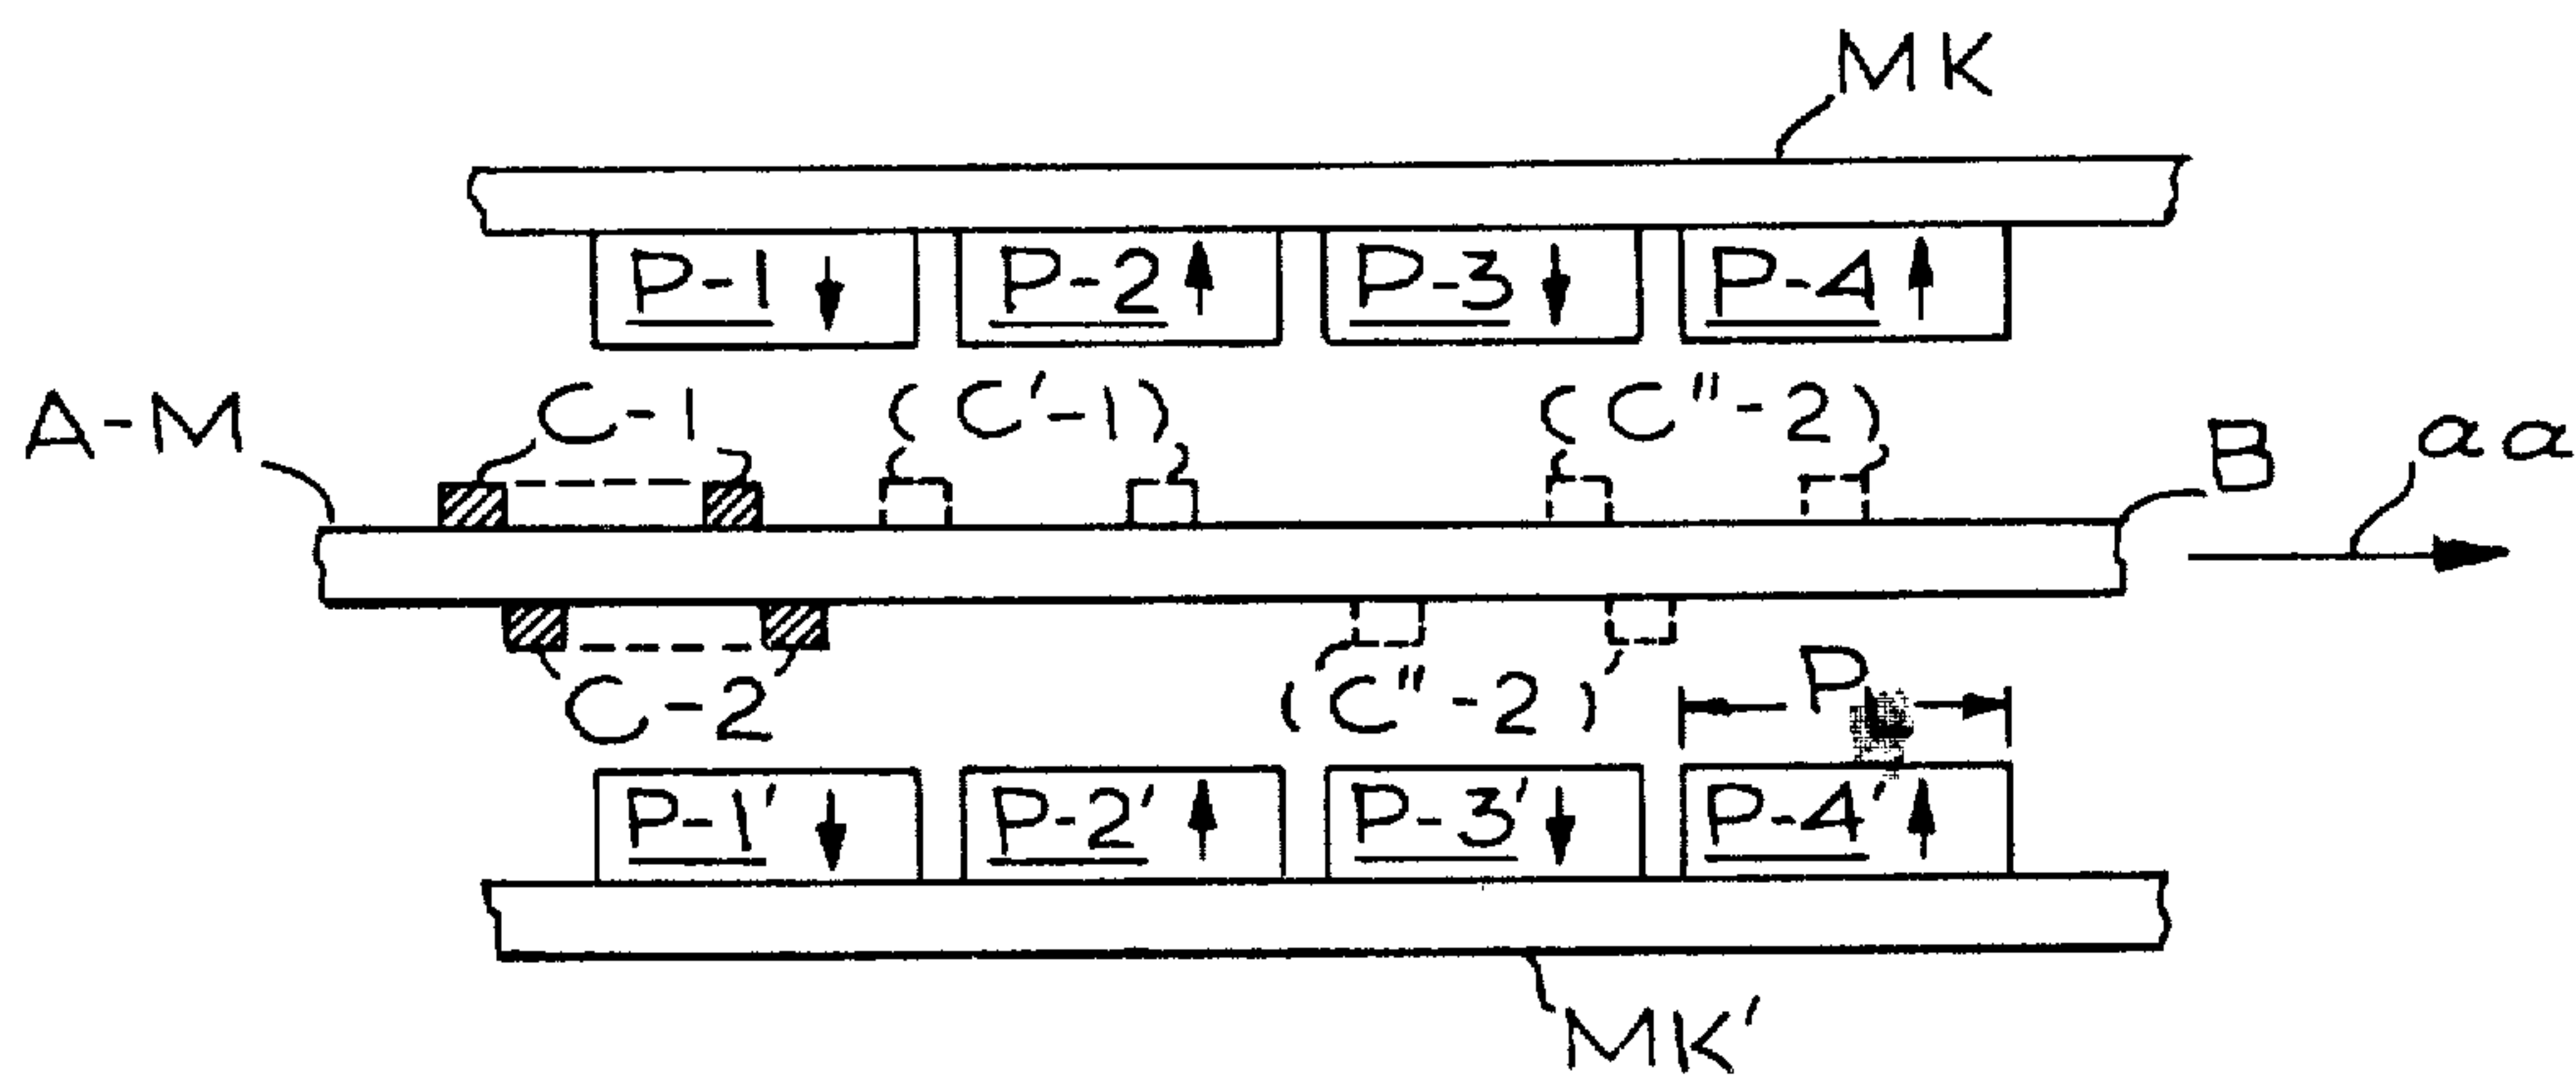 MK
P-1 P-2 P-3 P-4
A-M C-1 (C'-1) (C"-2) B aa
C-2 (C"-2) P
P-1' P-2' P-3' P-4'
MK'